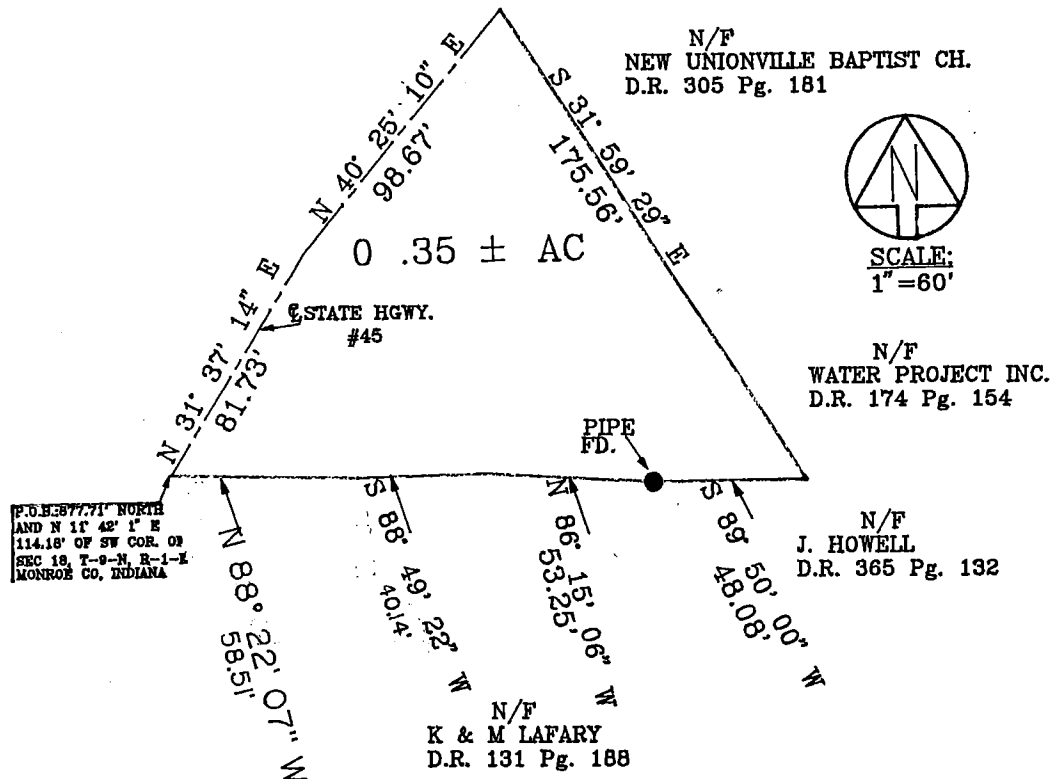 N/F
NEW UNIONVILLE BAPTIST CH.
D.R. 305 Pg. 181
N 40° 25' 10" E
98.67'
S 31° 59' 29" E
175.56'
N
SCALE:
1"=60'
0 .35 ± AC
N 31° 37' 14" E
81.73'
℄ STATE HGWY.
#45
N/F
WATER PROJECT INC.
D.R. 174 Pg. 154
PIPE
FD.
P.O.B. 877.71' NORTH
AND N 11° 42' 1" E
114.18' OF SW COR. OF
SEC 18, T-9-N, R-1-E
MONROE CO, INDIANA
N 88° 22' 07" W
58.51'
S 88° 49' 22" W
40.14'
N 86° 15' 06" W
53.25'
S 89° 50' 00" W
48.08'
N/F
J. HOWELL
D.R. 365 Pg. 132
N/F
K & M LAFARY
D.R. 131 Pg. 188